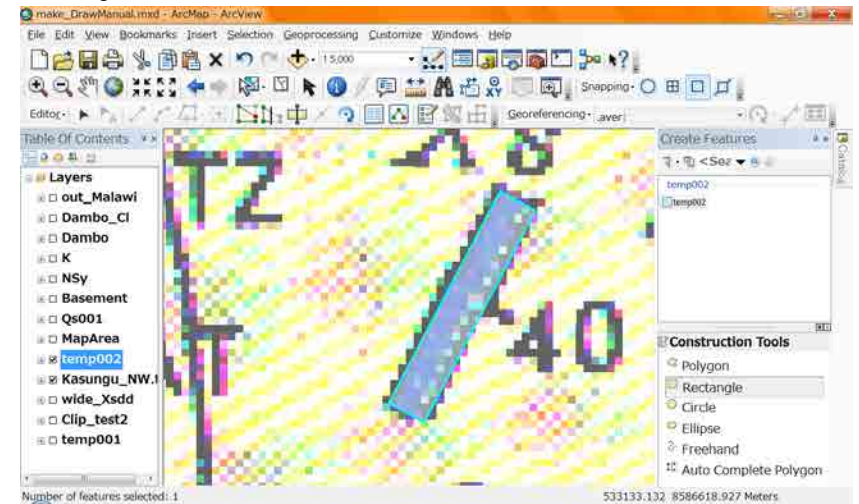 make_DrawManual.mxd - ArcMap - ArcView
File Edit View Bookmarks Insert Selection Geoprocessing Customize Windows Help
1:5,000
Snapping
Editor Georeferencing
Table Of Contents
Layers
out_Malawi
Dambo_Cl
Dambo
K
NSy
Basement
Qs001
MapArea
temp002
Kasungu_NW.
wide_Xsdd
Clip_test2
temp001
TZ
6
40
Create Features
<Sea
temp002
temp002
Catalog
Construction Tools
Polygon
Rectangle
Circle
Ellipse
Freehand
Auto Complete Polygon
Number of features selected: 1
533133.132 8586618.927 Meters